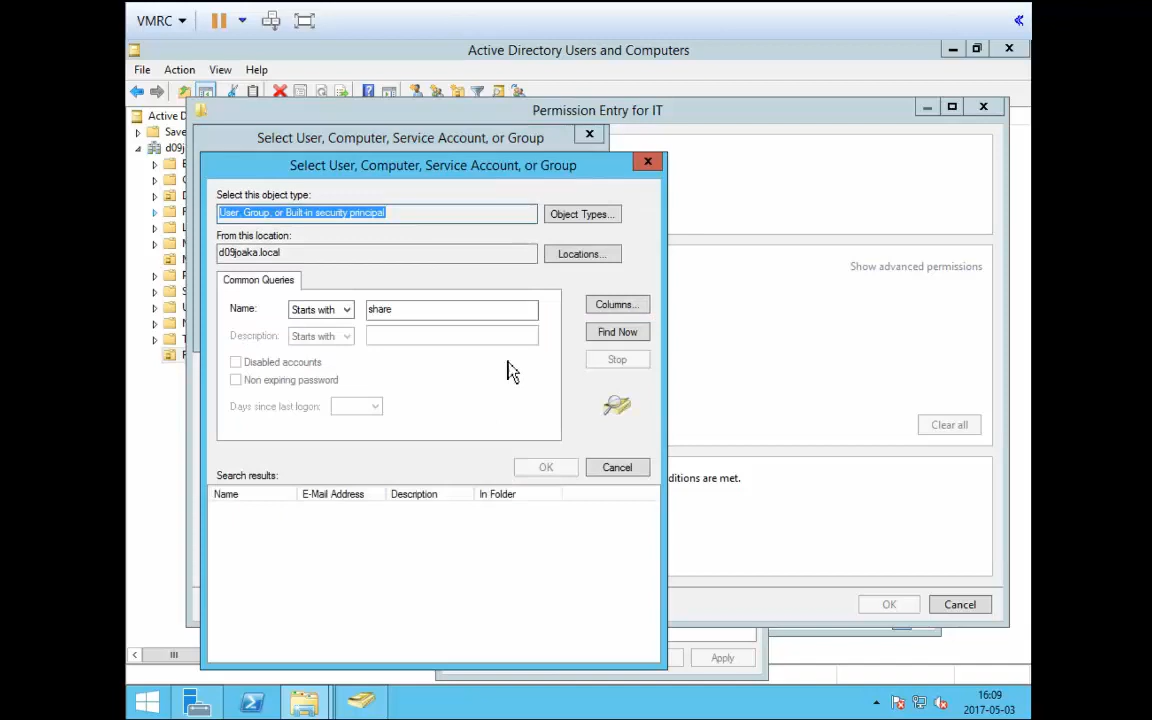 VMRC
Active Directory Users and Computers
File Action View Help
Permission Entry for IT
Active D
Select User, Computer, Service Account, or Group
Save
d09j
Select User, Computer, Service Account, or Group
Select this object type:
User, Group, or Built-in security principal
Object Types...
From this location:
d09joaka.local
Locations...
Show advanced permissions
Common Queries
Name: Starts with share
Columns...
Description: Starts with
Find Now
Disabled accounts
Stop
Non expiring password
Days since last logon:
Clear all
OK Cancel
Search results:
ditions are met.
Name E-Mail Address Description In Folder
OK Cancel
Apply
16:09
2017-05-03